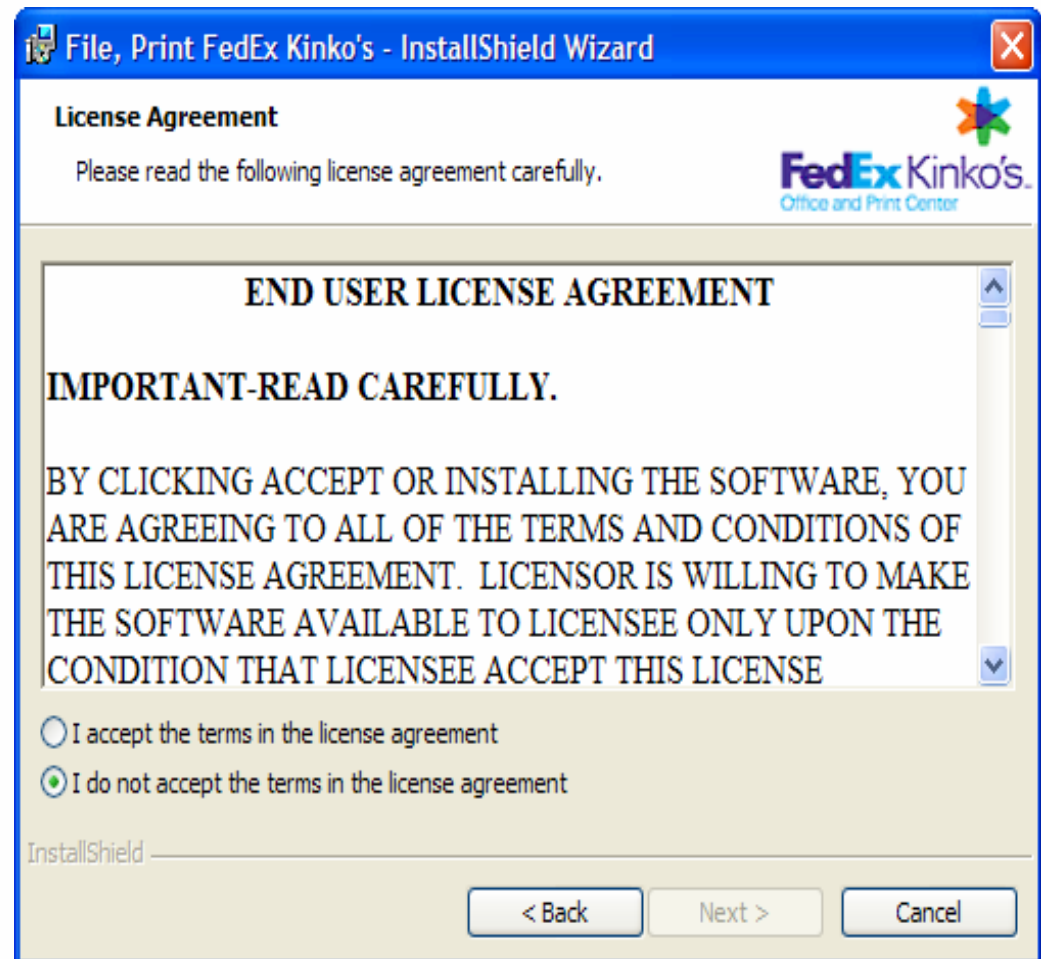 File, Print FedEx Kinko's - InstallShield Wizard
License Agreement
Please read the following license agreement carefully.
FedEx Kinko's.
Office and Print Center
END USER LICENSE AGREEMENT
IMPORTANT-READ CAREFULLY.
BY CLICKING ACCEPT OR INSTALLING THE SOFTWARE, YOU
ARE AGREEING TO ALL OF THE TERMS AND CONDITIONS OF
THIS LICENSE AGREEMENT.  LICENSOR IS WILLING TO MAKE
THE SOFTWARE AVAILABLE TO LICENSEE ONLY UPON THE
CONDITION THAT LICENSEE ACCEPT THIS LICENSE
I accept the terms in the license agreement
I do not accept the terms in the license agreement
InstallShield
< Back
Next >
Cancel